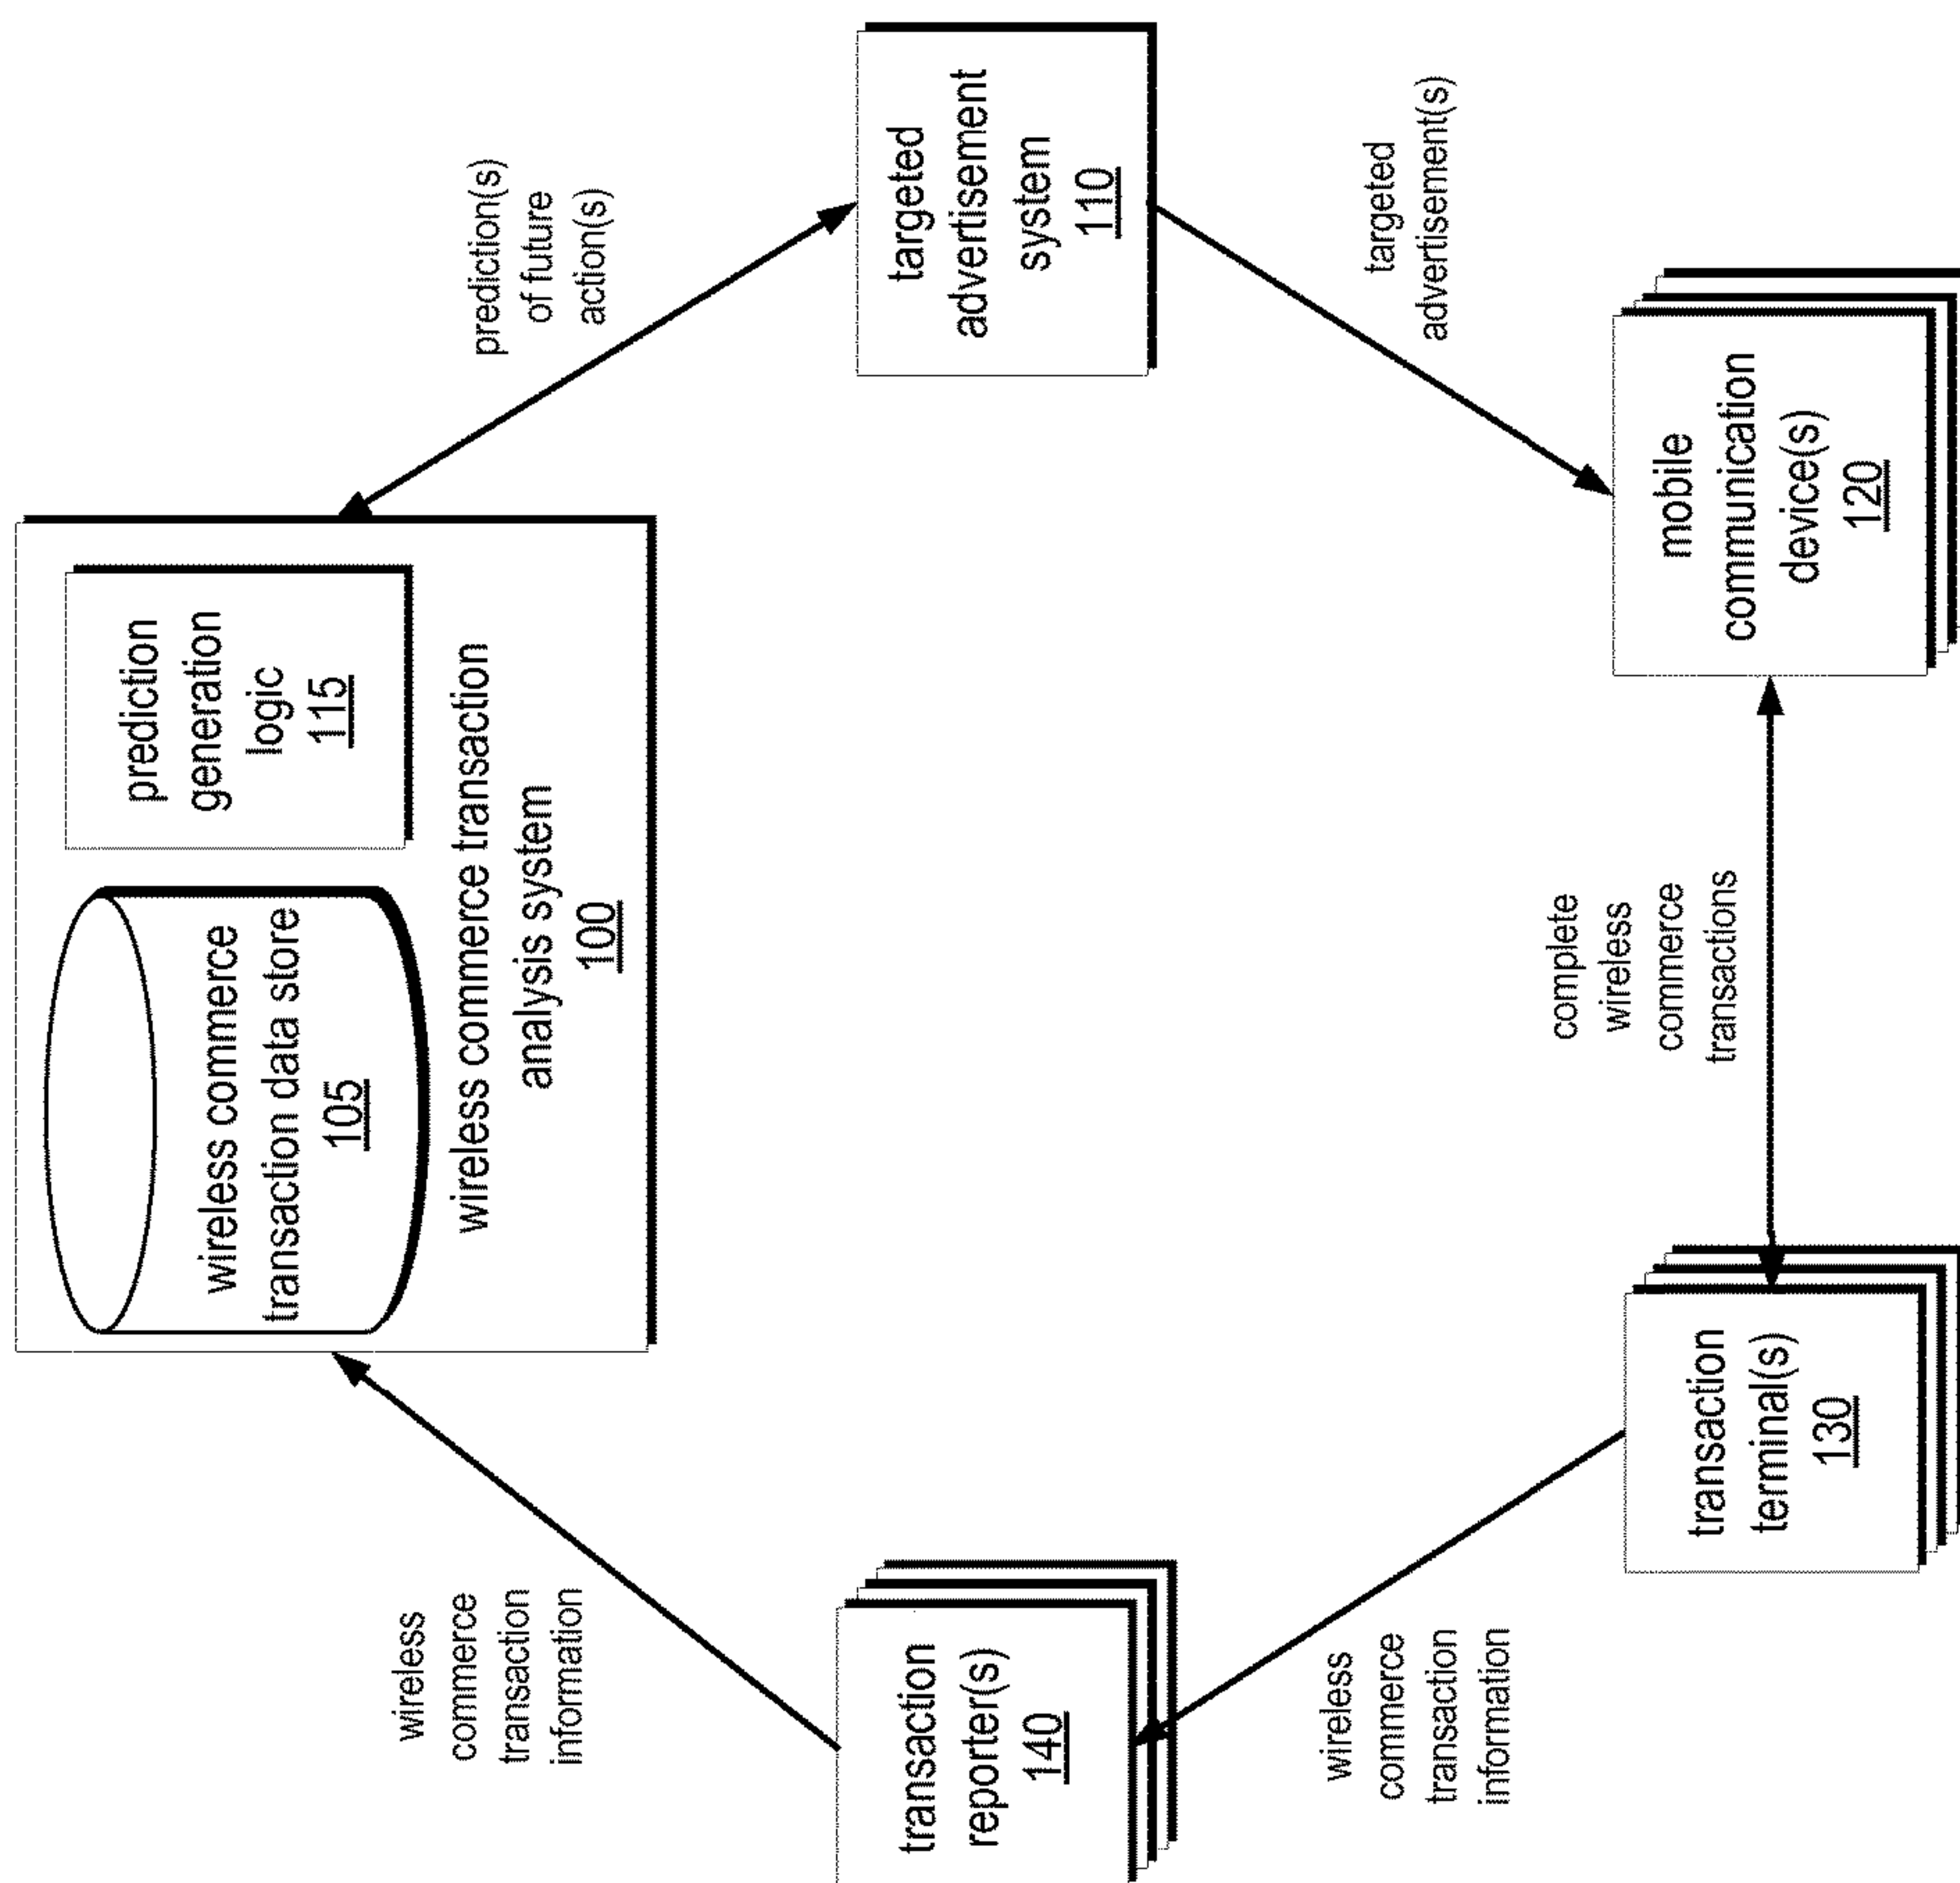 wireless commerce
transaction data store
105
prediction
generation
logic
115
wireless commerce transaction
analysis system
100
wireless
commerce
transaction
information
prediction(s)
of future
action(s)
transaction
reporter(s)
140
targeted
advertisement
system
110
wireless
commerce
transaction
information
targeted
advertisement(s)
complete
wireless
commerce
transactions
transaction
terminal(s)
130
mobile
communication
device(s)
120